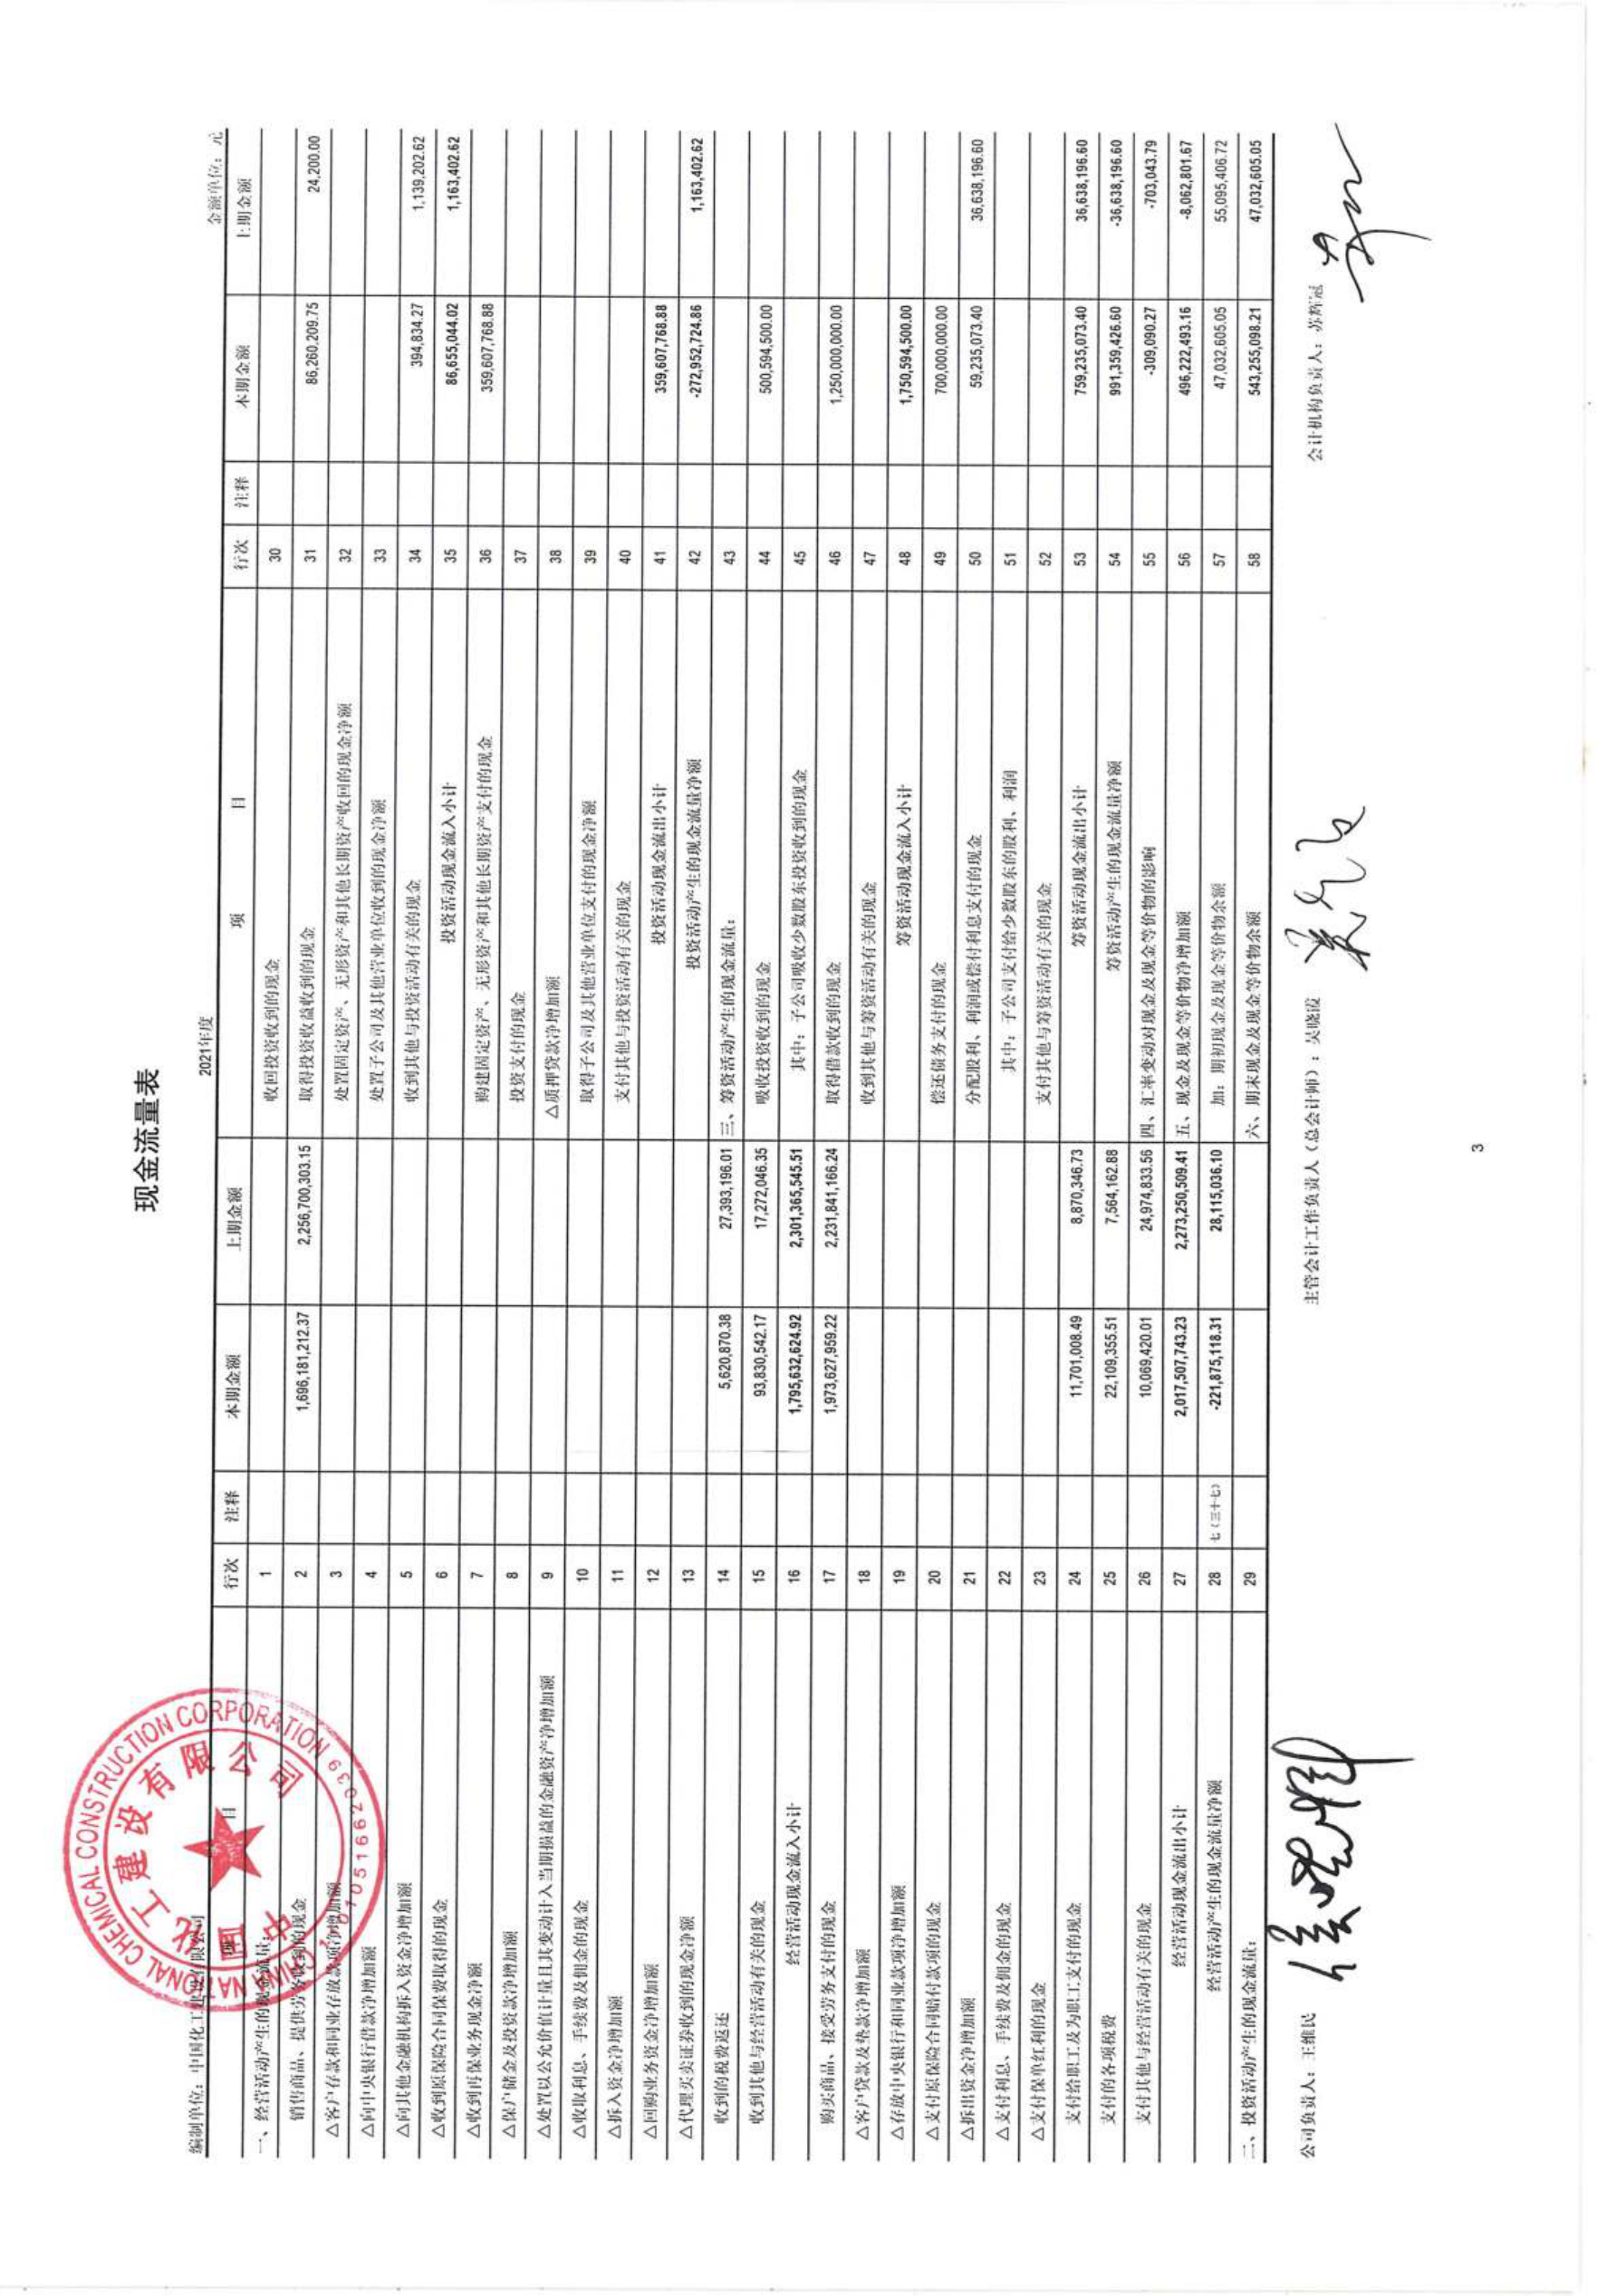 现金流量表
2021年度
编制单位：中国化工建设有限公司 金额单位：元
项 目 行次 注释 本期金额 上期金额 项 目 行次 注释 本期金额 上期金额
一、经营活动产生的现金流量： 1 收回投资收到的现金 30
销售商品、提供劳务收到的现金 2 1,696,181,212.37 2,256,700,303.15 取得投资收益收到的现金 31 86,260,209.75 24,200.00
△客户存款和同业存放款项净增加额 3 处置固定资产、无形资产和其他长期资产收回的现金净额 32
△向中央银行借款净增加额 4 处置子公司及其他营业单位收到的现金净额 33
△向其他金融机构拆入资金净增加额 5 收到其他与投资活动有关的现金 34 394,834.27 1,139,202.62
△收到原保险合同保费取得的现金 6 投资活动现金流入小计 35 86,655,044.02 1,163,402.62
△收到再保业务现金净额 7 购建固定资产、无形资产和其他长期资产支付的现金 36 359,607,768.88
△保户储金及投资款净增加额 8 投资支付的现金 37
△处置以公允价值计量且其变动计入当期损益的金融资产净增加额 9 △质押贷款净增加额 38
△收取利息、手续费及佣金的现金 10 取得子公司及其他营业单位支付的现金净额 39
△拆入资金净增加额 11 支付其他与投资活动有关的现金 40
△回购业务资金净增加额 12 投资活动现金流出小计 41 359,607,768.88
△代理买卖证券收到的现金净额 13 投资活动产生的现金流量净额 42 -272,952,724.86 1,163,402.62
收到的税费返还 14 5,620,870.38 27,393,196.01 三、筹资活动产生的现金流量： 43
收到其他与经营活动有关的现金 15 93,830,542.17 17,272,046.35 吸收投资收到的现金 44 500,594,500.00
经营活动现金流入小计 16 1,795,632,624.92 2,301,365,545.51 其中：子公司吸收少数股东投资收到的现金 45
购买商品、接受劳务支付的现金 17 1,973,627,959.22 2,231,841,166.24 取得借款收到的现金 46 1,250,000,000.00
△客户贷款及垫款净增加额 18 收到其他与筹资活动有关的现金 47
△存放中央银行和同业款项净增加额 19 筹资活动现金流入小计 48 1,750,594,500.00
△支付原保险合同赔付款项的现金 20 偿还债务支付的现金 49 700,000,000.00
△拆出资金净增加额 21 分配股利、利润或偿付利息支付的现金 50 59,235,073.40 36,638,196.60
△支付利息、手续费及佣金的现金 22 其中：子公司支付给少数股东的股利、利润 51
△支付保单红利的现金 23 支付其他与筹资活动有关的现金 52
支付给职工及为职工支付的现金 24 11,701,008.49 8,870,346.73 筹资活动现金流出小计 53 759,235,073.40 36,638,196.60
支付的各项税费 25 22,109,355.51 7,564,162.88 筹资活动产生的现金流量净额 54 991,359,426.60 -36,638,196.60
支付其他与经营活动有关的现金 26 10,069,420.01 24,974,833.56 四、汇率变动对现金及现金等价物的影响 55 -309,090.27 -703,043.79
经营活动现金流出小计 27 2,017,507,743.23 2,273,250,509.41 五、现金及现金等价物净增加额 56 496,222,493.16 -8,062,801.67
经营活动产生的现金流量净额 28 七（三十七） -221,875,118.31 28,115,036.10 加：期初现金及现金等价物余额 57 47,032,605.05 55,095,406.72
二、投资活动产生的现金流量： 29 六、期末现金及现金等价物余额 58 543,255,098.21 47,032,605.05
公司负责人：王维民 主管会计工作负责人（总会计师）：吴晓霞 会计机构负责人：苏辉冠
3
CHINA NATIONAL CHEMICAL CONSTRUCTION CORPORATION
中国化工建设有限公司